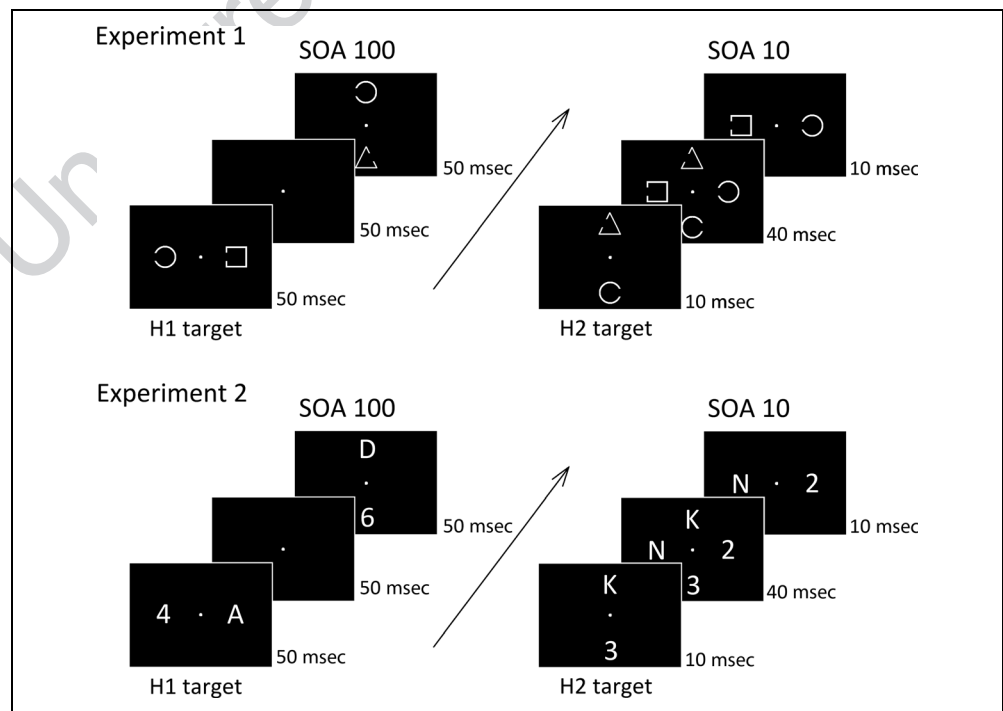 Experiment 1
SOA 100
SOA 10
50 msec
10 msec
50 msec
40 msec
50 msec
10 msec
H1 target
H2 target
Experiment 2
SOA 100
SOA 10
D
6
50 msec
N 2
10 msec
50 msec
K
N 2
3
40 msec
4 A
50 msec
K
3
10 msec
H1 target
H2 target